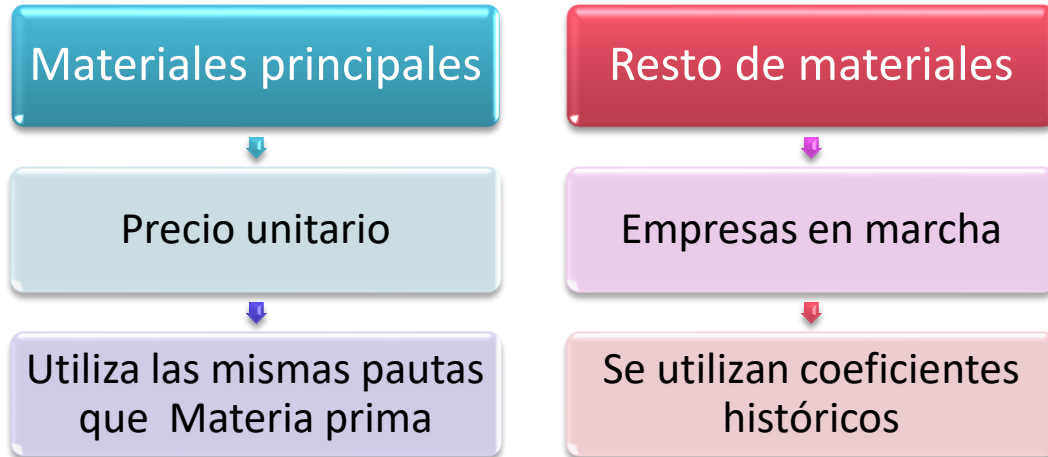 Materiales principales
Precio unitario
Utiliza las mismas pautas
que Materia prima
Resto de materiales
Empresas en marcha
Se utilizan coeficientes
históricos